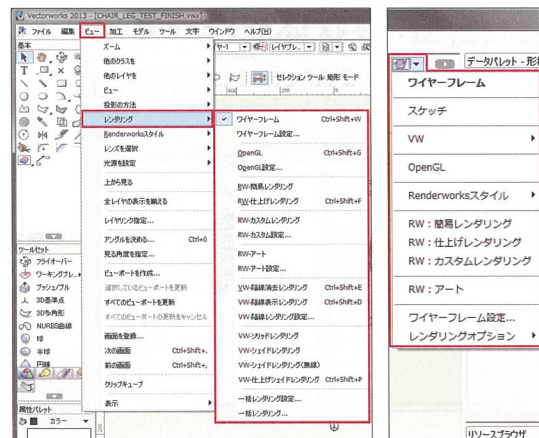 Vectorworks 2013 - [CHAIR_LEG_TEST_FINISH.vwx]
ファイル 編集 ビュー 加工 モデル ツール 文字 ウインドウ ヘルプ(H)
基本
ズーム
他のクラスを
他のレイヤを
ビュー
投影の方法
レンダリング
Renderworksスタイル
レンズを選択
光源を設定
上から見る
全レイヤの表示を揃える
レイヤリンク指定...
アングルを決める... Ctrl+0
見る角度を指定...
ビューポートを作成...
選択しているビューポートを更新
すべてのビューポートを更新
すべてのビューポートの更新をキャンセル
画面を登録...
次の画面 Ctrl+Shift+.
前の画面 Ctrl+Shift+,
クリップキューブ
表示
セレクション ツール: 矩形 モード
ワイヤーフレーム Ctrl+Shift+W
ワイヤーフレーム設定...
OpenGL Ctrl+Shift+G
OpenGL設定...
RW-簡易レンダリング
RW-仕上げレンダリング Ctrl+Shift+F
RW-カスタムレンダリング
RW-カスタム設定...
RW-アート
RW-アート設定...
VW-陰線消去レンダリング Ctrl+Shift+E
VW-陰線表示レンダリング Ctrl+Shift+D
VW-陰線レンダリング設定...
VW-ソリッドレンダリング
VW-シェイドレンダリング
VW-シェイドレンダリング(無線)
VW-仕上げシェイドレンダリング Ctrl+Shift+P
一括レンダリング設定...
一括レンダリング...
ツールセット
フライオーバー
ワーキングプレ
プッシュ/プル
3D基準点
3D多角形
NURBS曲線
球
半球
円錐
属性パレット
カラー
データパレット - 形
ワイヤーフレーム
スケッチ
VW
OpenGL
Renderworksスタイル
RW：簡易レンダリング
RW：仕上げレンダリング
RW：カスタムレンダリング
RW：アート
ワイヤーフレーム設定...
レンダリングオプション
リソースブラウザ